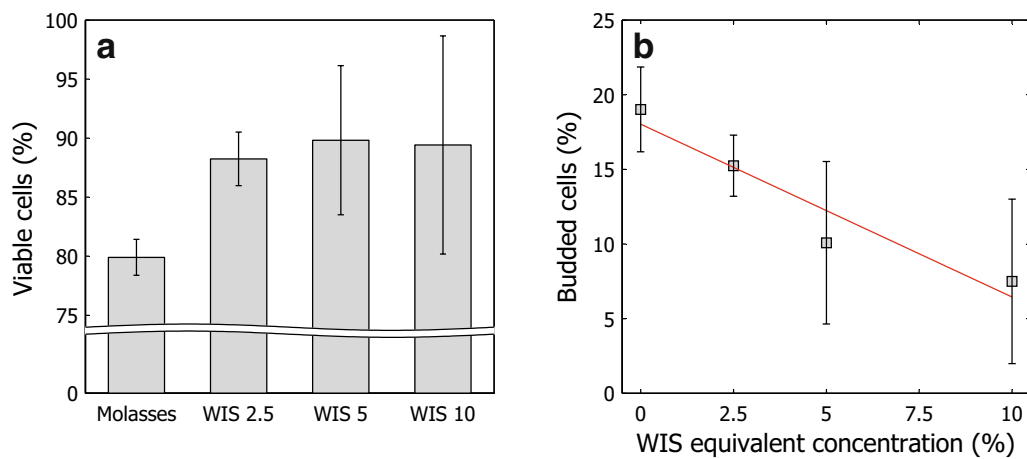 a
Viable cells (%)
100
95
90
85
80
75
0
Molasses WIS 2.5 WIS 5 WIS 10
b
Budded cells (%)
25
20
15
10
5
0
0 2.5 5 7.5 10
WIS equivalent concentration (%)